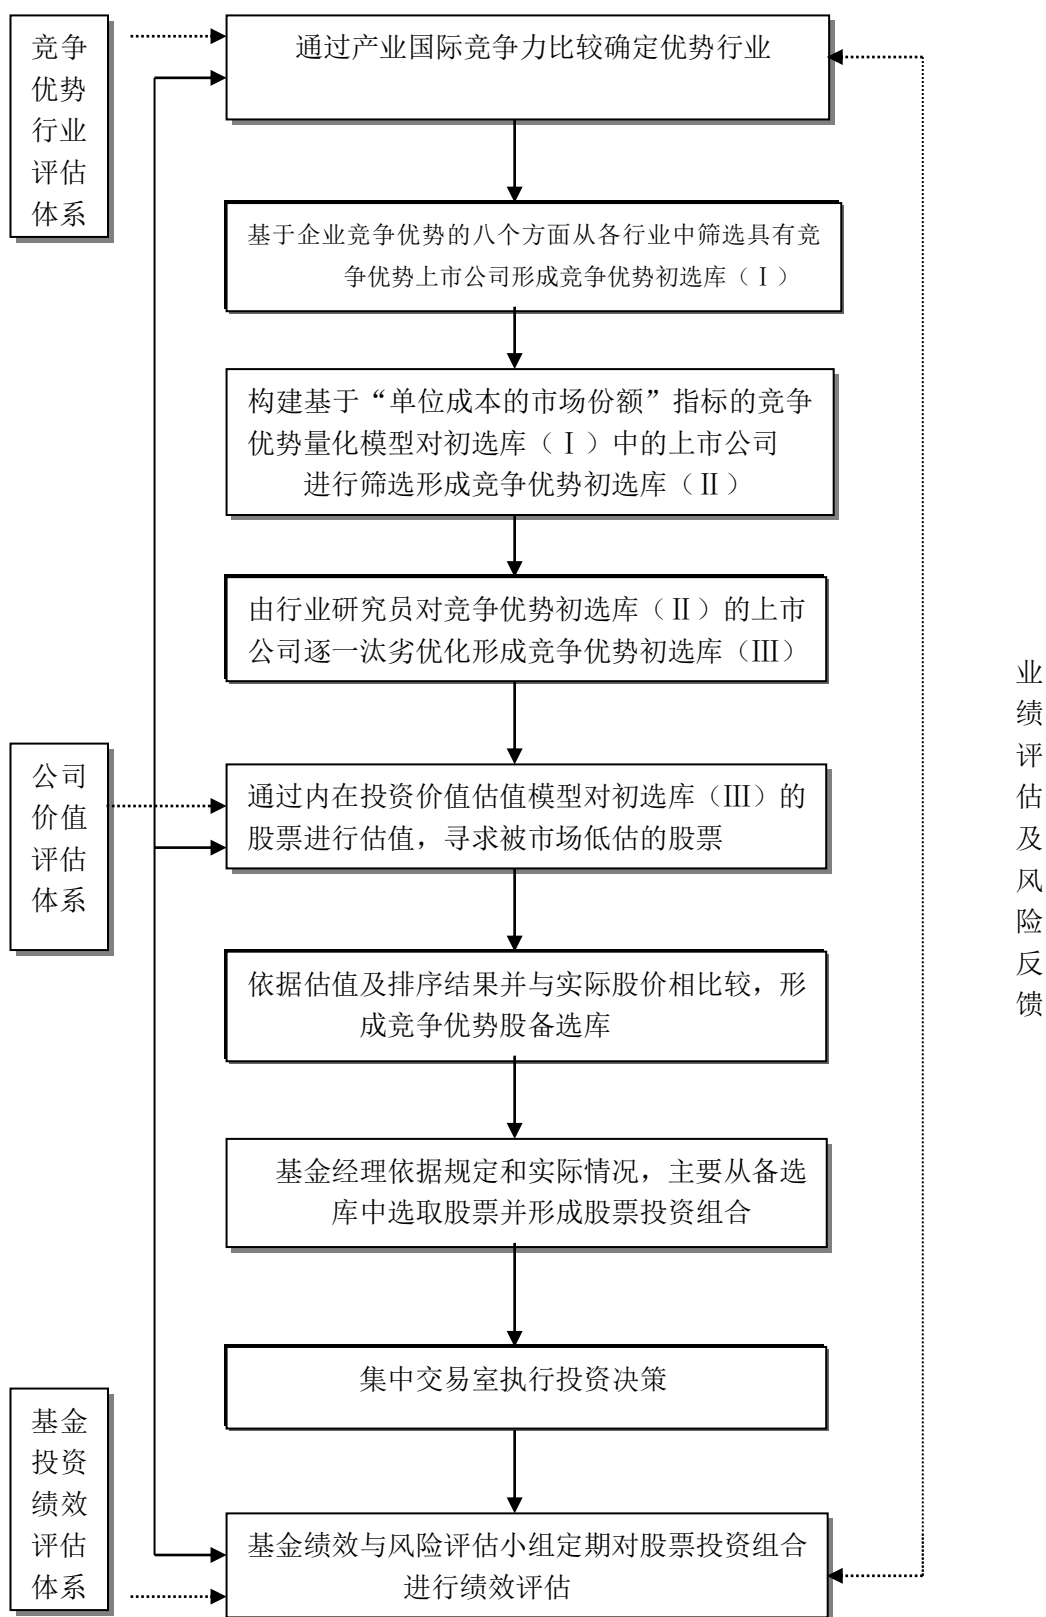 竞争
优势
行业
评估
体系
通过产业国际竞争力比较确定优势行业
基于企业竞争优势的八个方面从各行业中筛选具有竞
争优势上市公司形成竞争优势初选库（Ⅰ）
构建基于“单位成本的市场份额”指标的竞争
优势量化模型对初选库（Ⅰ）中的上市公司
进行筛选形成竞争优势初选库（Ⅱ）
由行业研究员对竞争优势初选库（Ⅱ）的上市
公司逐一汰劣优化形成竞争优势初选库（Ⅲ）
公司
价值
评估
体系
通过内在投资价值估值模型对初选库（Ⅲ）的
股票进行估值，寻求被市场低估的股票
依据估值及排序结果并与实际股价相比较，形
成竞争优势股备选库
基金经理依据规定和实际情况，主要从备选
库中选取股票并形成股票投资组合
集中交易室执行投资决策
基金
投资
绩效
评估
体系
基金绩效与风险评估小组定期对股票投资组合
进行绩效评估
业
绩
评
估
及
风
险
反
馈